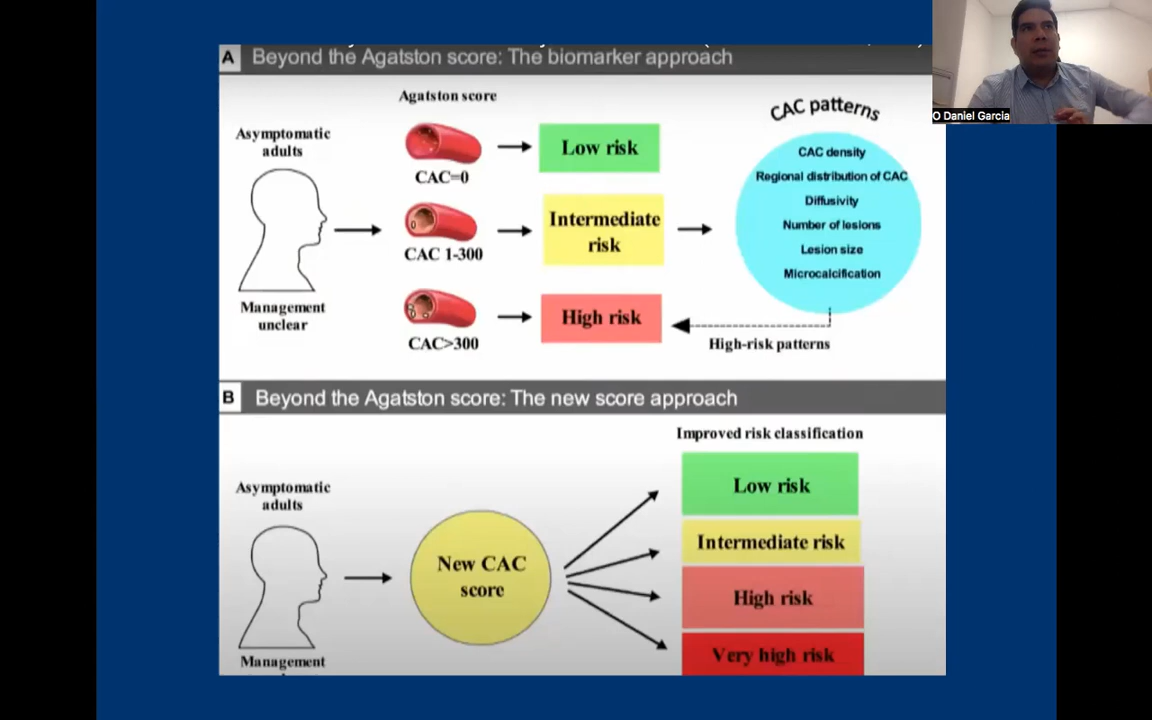 A Beyond the Agatston score: The biomarker approach
Agatston score
Asymptomatic
adults
Management
unclear
CAC=0
Low risk
CAC 1-300
Intermediate
risk
CAC>300
High risk
CAC patterns
CAC density
Regional distribution of CAC
Diffusivity
Number of lesions
Lesion size
Microcalcification
High-risk patterns
B Beyond the Agatston score: The new score approach
Improved risk classification
Asymptomatic
adults
Management
New CAC
score
Low risk
Intermediate risk
High risk
Very high risk
O Daniel Garcia